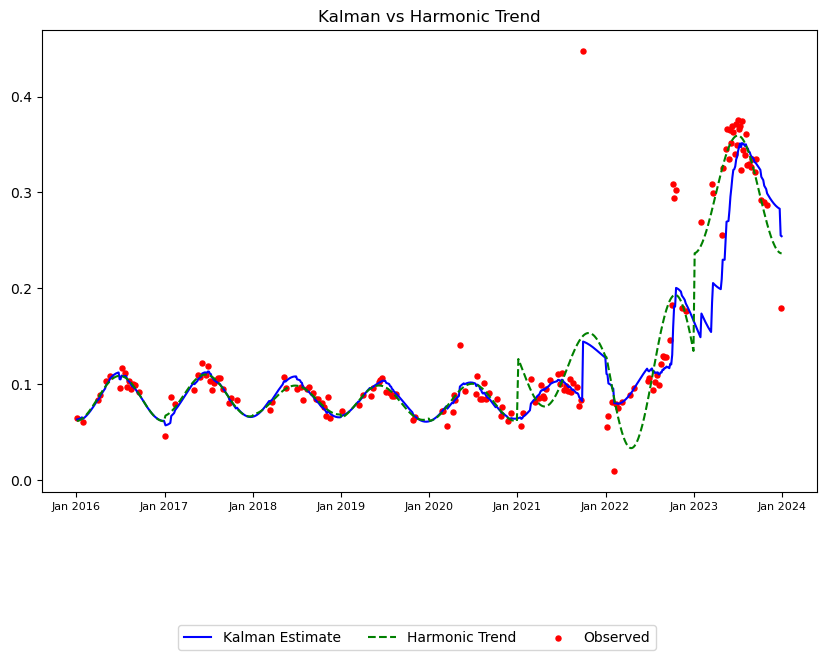 Kalman vs Harmonic Trend
0.4
0.3
0.2
0.1
0.0
Jan 2016 Jan 2017 Jan 2018 Jan 2019 Jan 2020 Jan 2021 Jan 2022 Jan 2023 Jan 2024
Kalman Estimate Harmonic Trend Observed